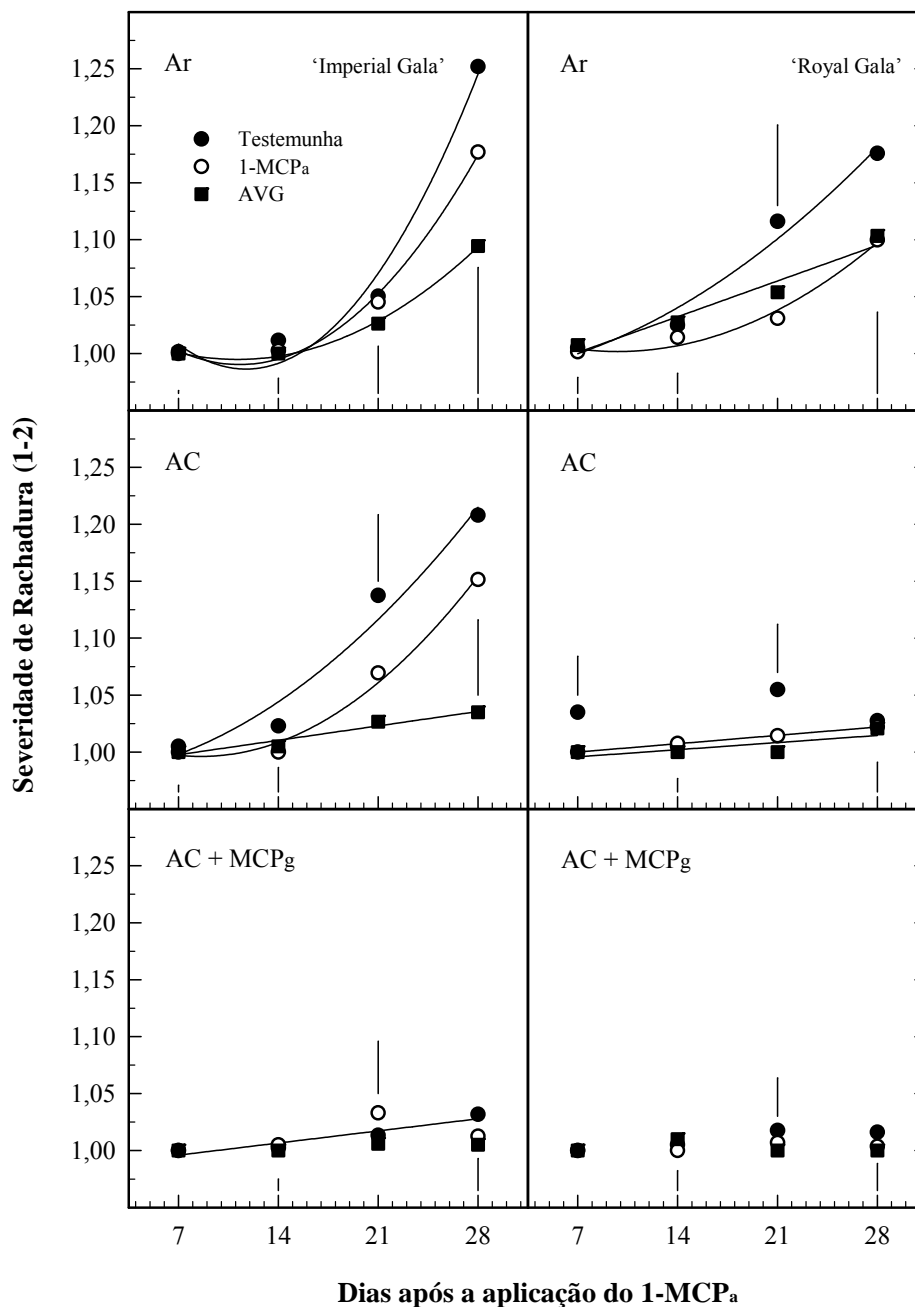 Ar
'Imperial Gala'
Testemunha
1-MCPa
AVG
1,25
1,20
1,15
1,10
1,05
1,00
Ar
'Royal Gala'
AC
1,25
1,20
1,15
1,10
1,05
1,00
AC
AC + MCPg
1,25
1,20
1,15
1,10
1,05
1,00
AC + MCPg
7 14 21 28
7 14 21 28
Severidade de Rachadura (1-2)
Dias após a aplicação do 1-MCPa